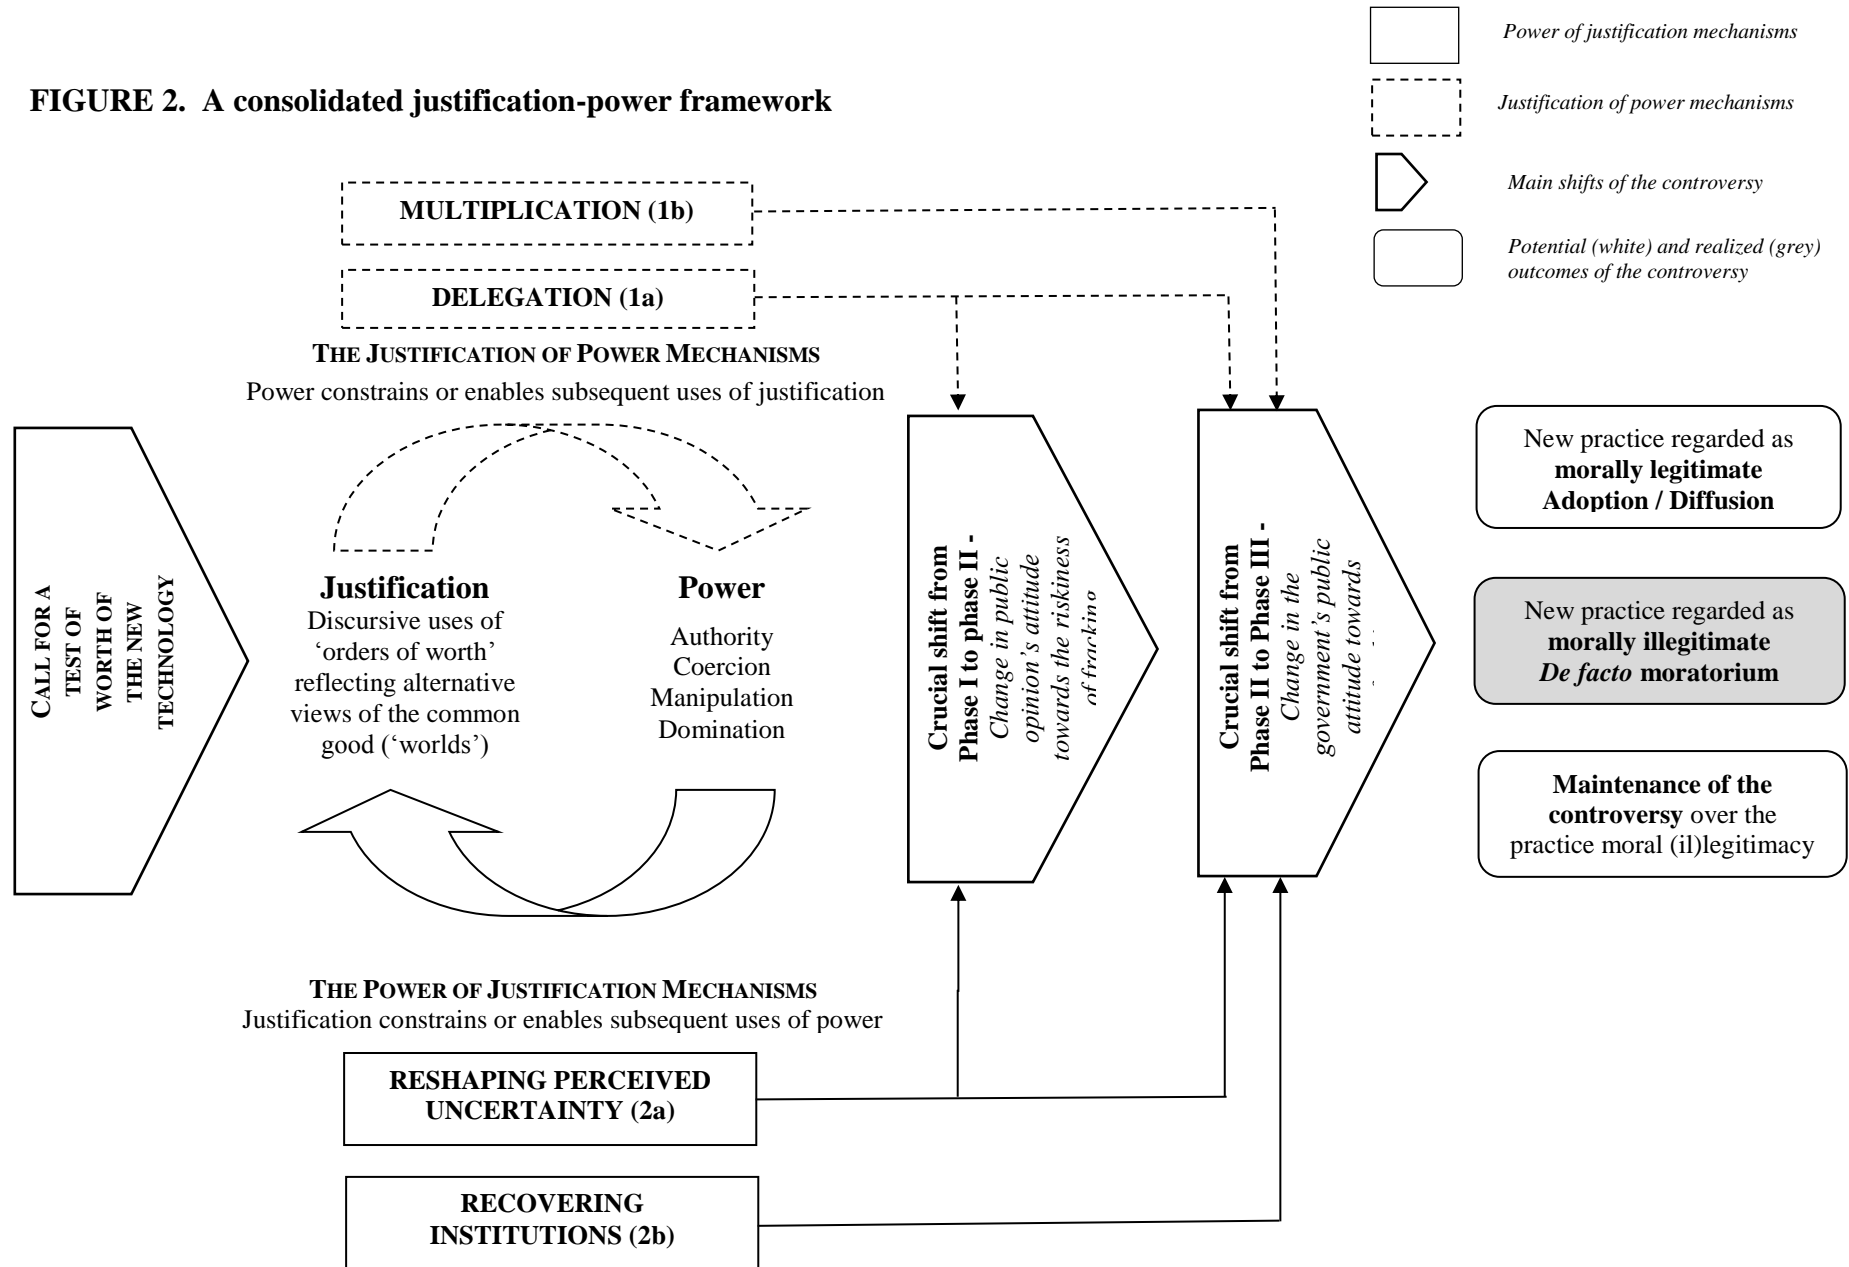 Power of justification mechanisms
FIGURE 2. A consolidated justification-power framework
Justification of power mechanisms
Main shifts of the controversy
Potential (white) and realized (grey)
outcomes of the controversy
MULTIPLICATION (1b)
DELEGATION (1a)
THE JUSTIFICATION OF POWER MECHANISMS
Power constrains or enables subsequent uses of justification
CALL FOR A
TEST OF
WORTH OF
THE NEW
TECHNOLOGY
Justification
Discursive uses of
‘orders of worth’
reflecting alternative
views of the common
good (‘worlds’)
Power
Authority
Coercion
Manipulation
Domination
THE POWER OF JUSTIFICATION MECHANISMS
Justification constrains or enables subsequent uses of power
RESHAPING PERCEIVED
UNCERTAINTY (2a)
RECOVERING
INSTITUTIONS (2b)
Crucial shift from
Phase I to phase II -
Change in public
opinion’s attitude
towards the riskiness
of fracking
Crucial shift from
Phase II to Phase III -
Change in the
government’s public
attitude towards
New practice regarded as
morally legitimate
Adoption / Diffusion
New practice regarded as
morally illegitimate
De facto moratorium
Maintenance of the
controversy over the
practice moral (il)legitimacy